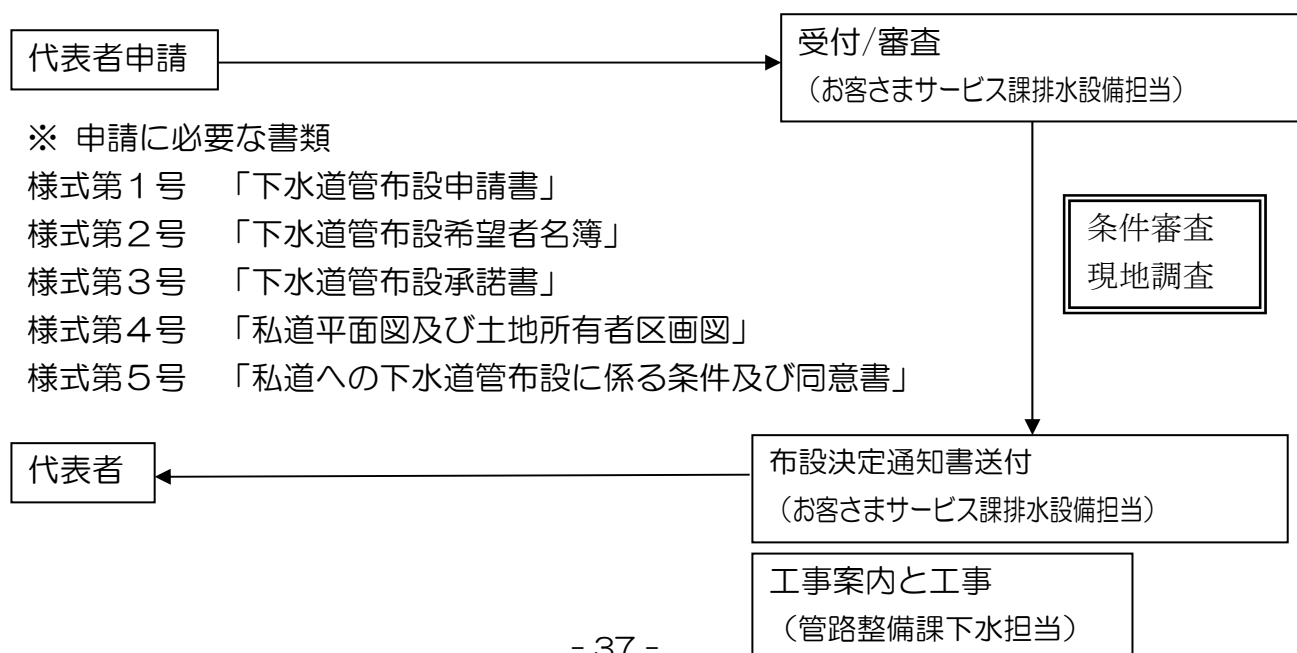 代表者申請
受付/審査
（お客さまサービス課排水設備担当）
※ 申請に必要な書類
様式第１号　「下水道管布設申請書」
様式第２号　「下水道管布設希望者名簿」
様式第３号　「下水道管布設承諾書」
様式第４号　「私道平面図及び土地所有者区画図」
様式第５号　「私道への下水道管布設に係る条件及び同意書」
条件審査
現地調査
代表者
布設決定通知書送付
（お客さまサービス課排水設備担当）
工事案内と工事
（管路整備課下水担当）
- 37 -